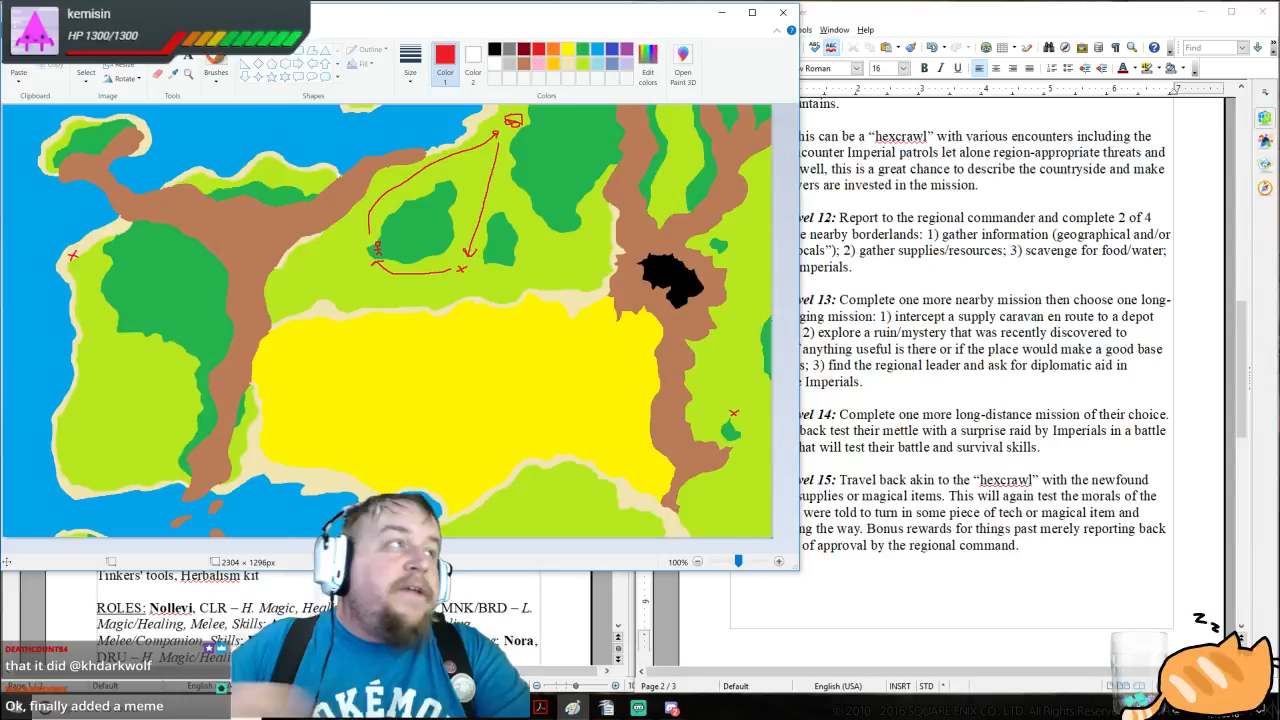 kemisin
HP 1300/1300
Paste
Clipboard
Select
Rotate
Image
Tools
Brushes
Shapes
Outline
Fill
Size
Color
1
Color
2
Edit
colors
Colors
Open
Paint 3D
2304 × 1296px
100%
Window Help
Find
Roman 16
tains.
his can be a “hexcrawl” with various encounters including the
counter Imperial patrols let alone region-appropriate threats and
well, this is a great chance to describe the countryside and make
yers are invested in the mission.
vel 12: Report to the regional commander and complete 2 of 4
e nearby borderlands: 1) gather information (geographical and/or
ocals”); 2) gather supplies/resources; 3) scavenge for food/water;
nperials.
vel 13: Complete one more nearby mission then choose one long-
ging mission: 1) intercept a supply caravan en route to a depot
2) explore a ruin/mystery that was recently discovered to
anything useful is there or if the place would make a good base
s; 3) find the regional leader and ask for diplomatic aid in
e Imperials.
vel 14: Complete one more long-distance mission of their choice.
back test their mettle with a surprise raid by Imperials in a battle
hat will test their battle and survival skills.
vel 15: Travel back akin to the “hexcrawl” with the newfound
supplies or magical items. This will again test the morals of the
were told to turn in some piece of tech or magical item and
ng the way. Bonus rewards for things past merely reporting back
of approval by the regional command.
Tinkers' tools, Herbalism kit
ROLES: Nollevi, CLR – H. Magic, Heal
MNK/BRD – L.
Magic/Healing, Melee, Skills;
Melee/Companion, Skills;
Nora,
DRU – H. Magic/Heali
DEATHCOUNT84
that it did @khdarkwolf
Ok, finally added a meme
POKÉMON
Default
Page 2 / 3 Default English (USA) INSRT STD
© 2010 - 2016 SQUARE ENIX CO., L
z z z